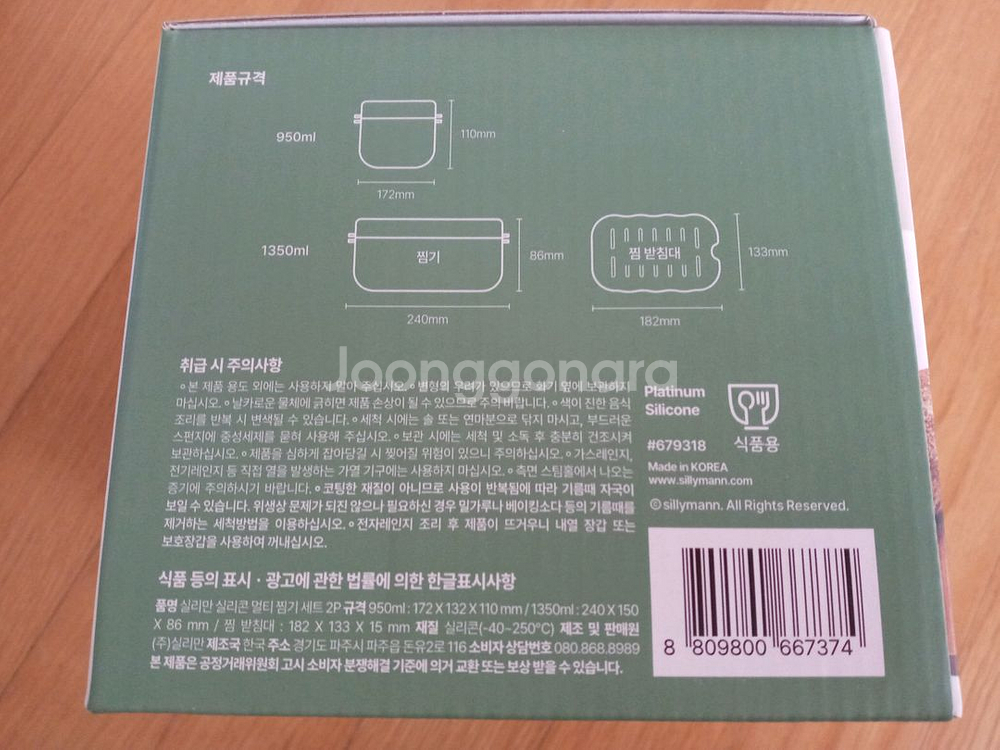 제품규격
950ml
110mm
172mm
1350ml
찜기
86mm
240mm
찜 받침대
133mm
182mm
취급 시 주의사항
joonggonara
∘본 제품 용도 외에는 사용하지 말아 주십시오.∘변형의 우려가 있으므로 화기 옆에 보관하지
마십시오.∘날카로운 물체에 긁히면 제품 손상이 될 수 있으므로 주의 바랍니다.∘색이 진한 음식
조리를 반복 시 변색될 수 있습니다.∘세척 시에는 솔 또는 연마분으로 닦지 마시고, 부드러운
스펀지에 중성세제를 묻혀 사용해 주십시오.∘보관 시에는 세척 및 소독 후 충분히 건조시켜
보관하십시오.∘제품을 심하게 잡아당길 시 찢어질 위험이 있으니 주의하십시오.∘가스레인지,
전기레인지 등 직접 열을 발생하는 가열 기구에는 사용하지 마십시오.∘측면 스팀홀에서 나오는
증기에 주의하시기 바랍니다.∘코팅한 재질이 아니므로 사용이 반복됨에 따라 기름때 자국이
보일 수 있습니다. 위생상 문제가 되진 않으나 필요하신 경우 밀가루나 베이킹소다 등의 기름때를
제거하는 세척방법을 이용하십시오.∘전자레인지 조리 후 제품이 뜨거우니 내열 장갑 또는
보호장갑을 사용하여 꺼내십시오.
Platinum
Silicone
식품용
#679318
Made in KOREA
www.sillymann.com
©sillymann. All Rights Reserved.
식품 등의 표시 · 광고에 관한 법률에 의한 한글표시사항
품명 실리만 실리콘 멀티 찜기 세트 2P 규격 950ml : 172 X 132 X 110 mm / 1350ml : 240 X 150
X 86 mm / 찜 받침대 : 182 X 133 X 15 mm 재질 실리콘(-40~250°C) 제조 및 판매원
(주)실리만 제조국 한국 주소 경기도 파주시 파주읍 돈유2로 116 소비자 상담번호 080.868.8989
본 제품은 공정거래위원회 고시 소비자 분쟁해결 기준에 의거 교환 또는 보상 받을 수 있습니다.
8 809800 667374